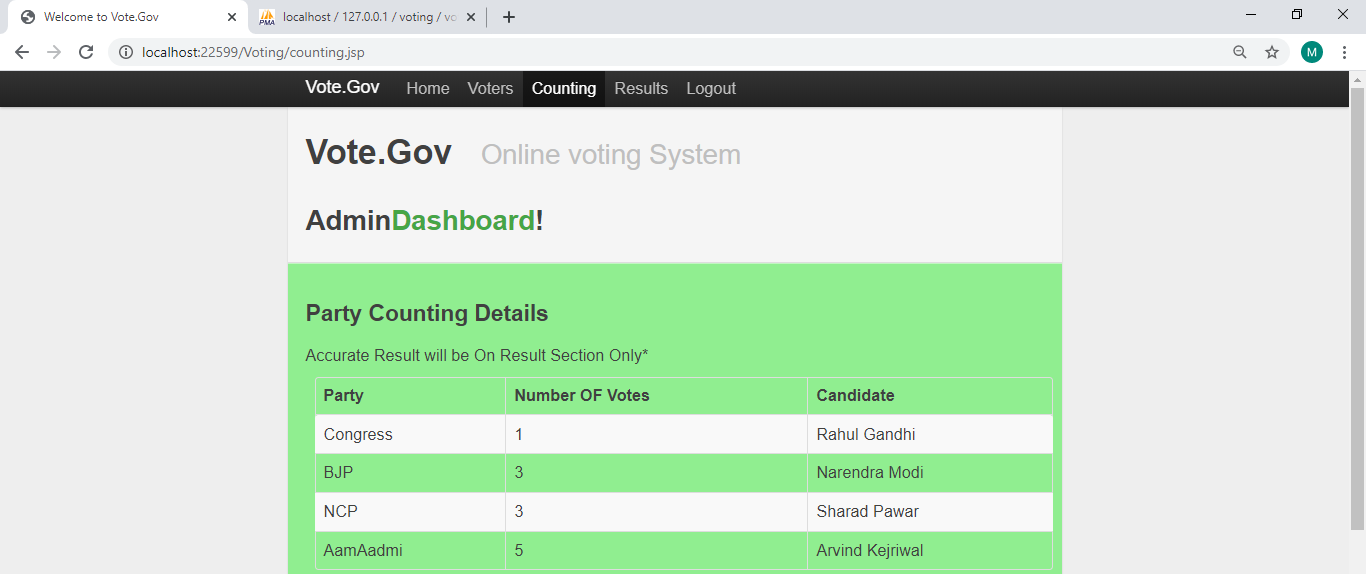 Welcome to Vote.Gov
PMA localhost / 127.0.0.1 / voting / vo
localhost:22599/Voting/counting.jsp
M
Vote.Gov Home Voters Counting Results Logout
Vote.Gov Online voting System
AdminDashboard!
Party Counting Details
Accurate Result will be On Result Section Only*
Party Number OF Votes Candidate
Congress 1 Rahul Gandhi
BJP 3 Narendra Modi
NCP 3 Sharad Pawar
AamAadmi 5 Arvind Kejriwal